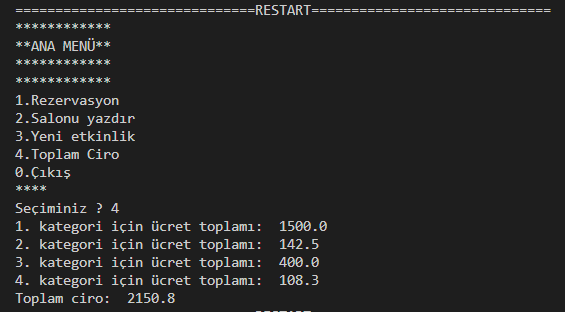 ==============================RESTART==============================
************
**ANA MENÜ**
************
************
1.Rezervasyon
2.Salonu yazdır
3.Yeni etkinlik
4.Toplam Ciro
0.Çıkış
****
Seçiminiz ? 4
1. kategori için ücret toplamı:  1500.0
2. kategori için ücret toplamı:  142.5
3. kategori için ücret toplamı:  400.0
4. kategori için ücret toplamı:  108.3
Toplam ciro:  2150.8